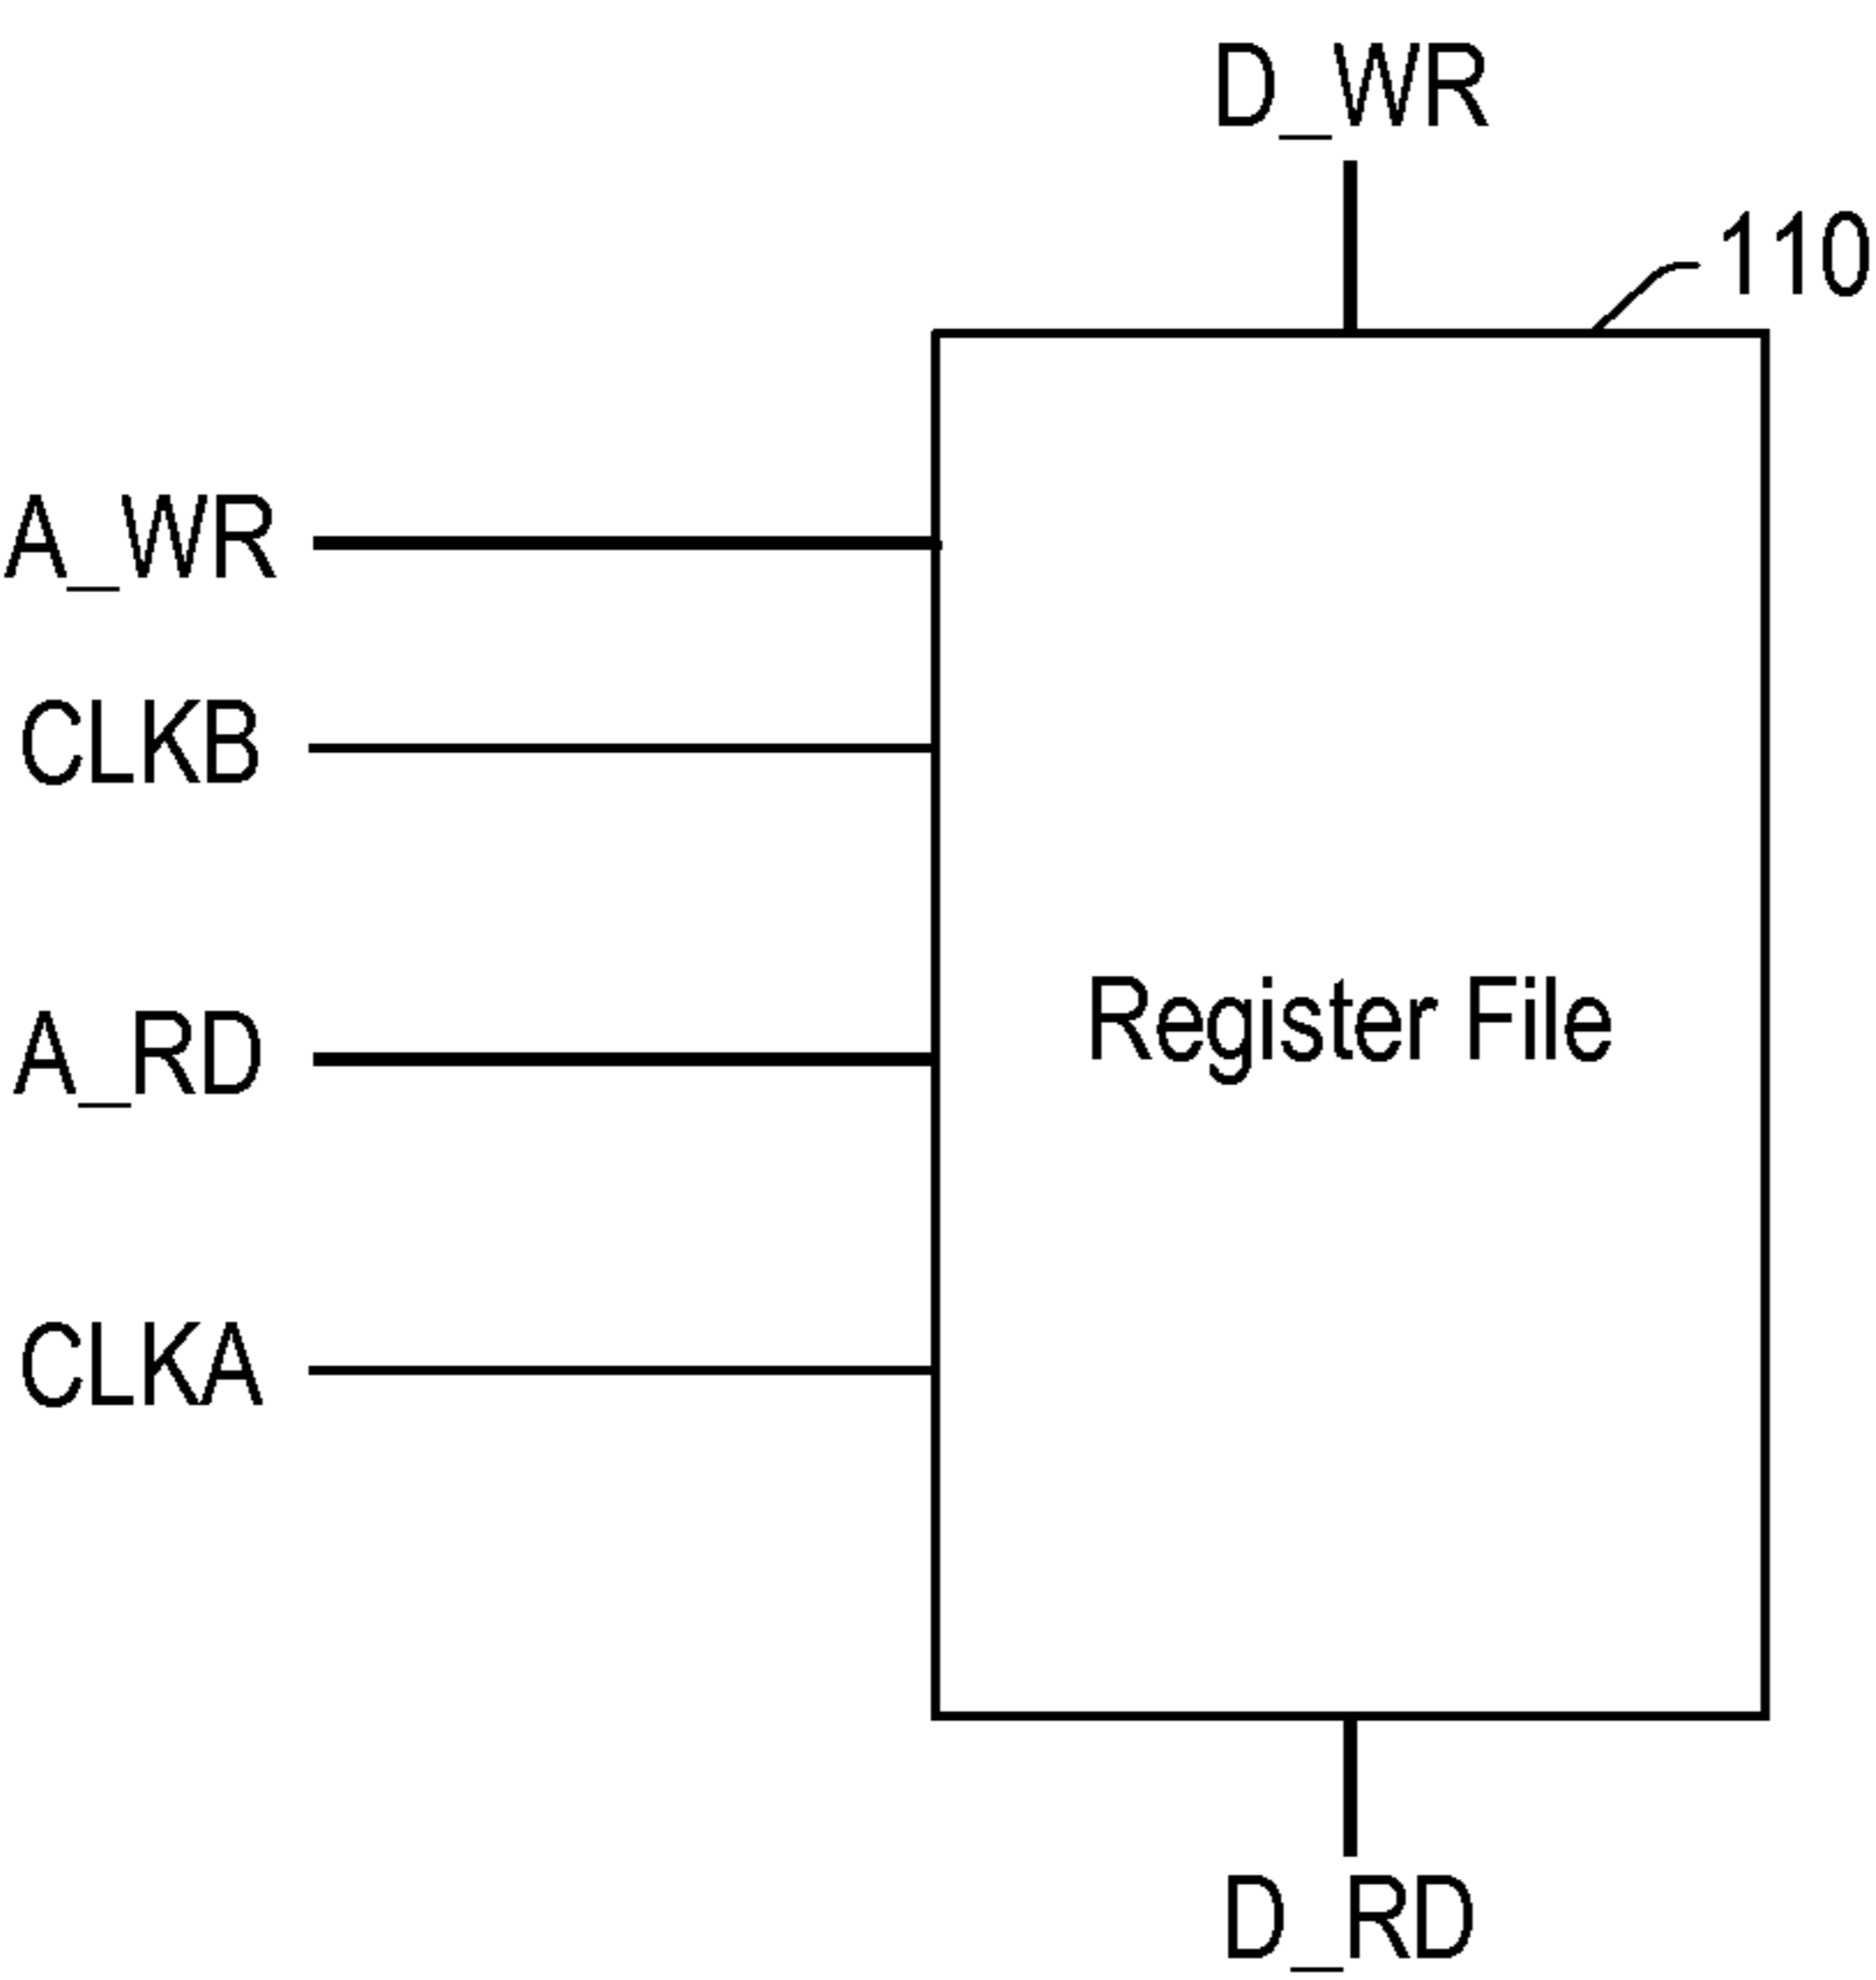 D_WR
110
A_WR
CLKB
Register File
A_RD
CLKA
D_RD